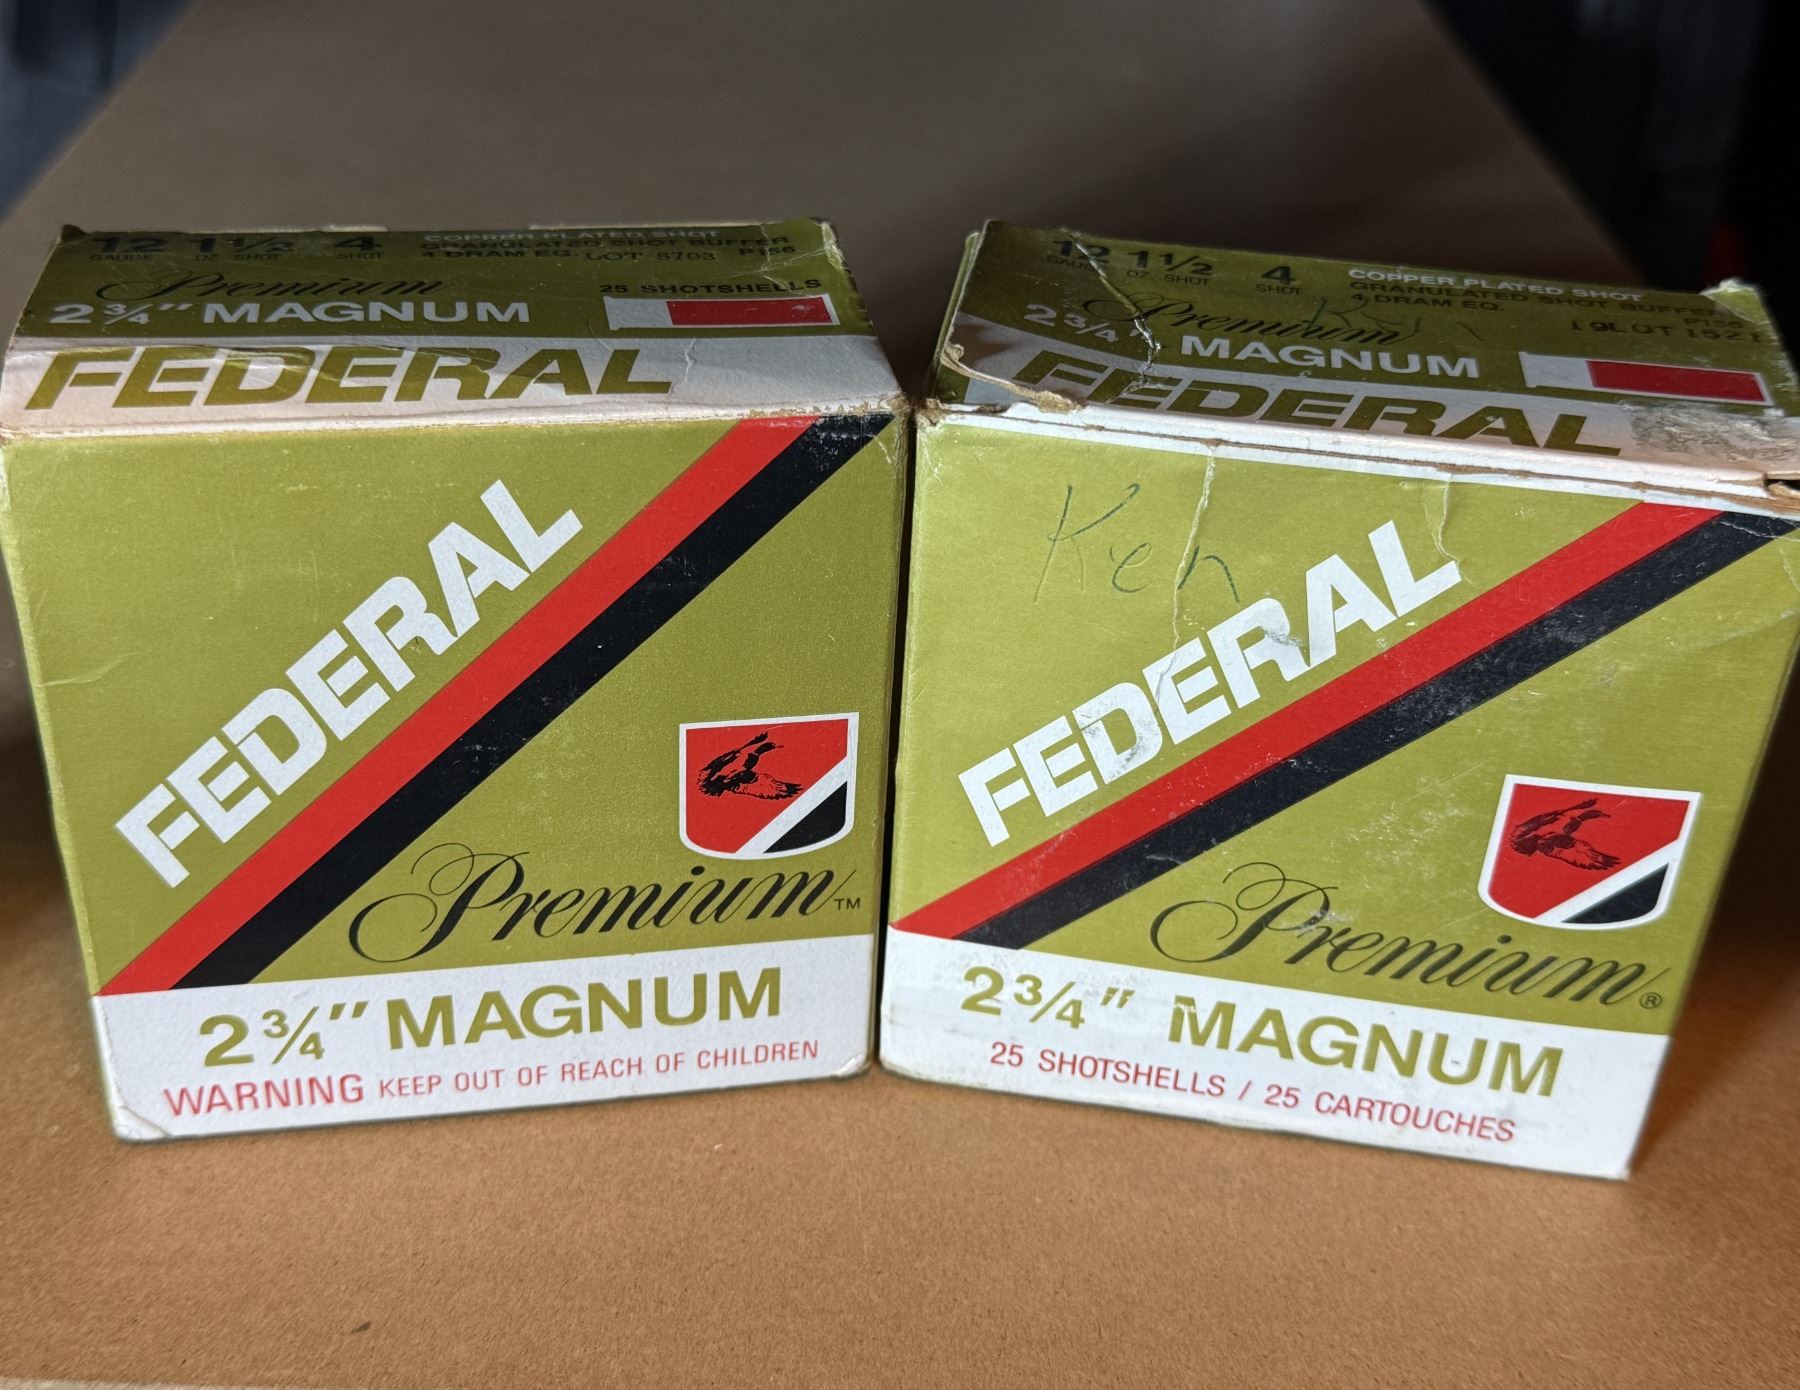 12 1 1/2 4 COPPER PLATED SHOT
GAUGE OZ SHOT SHOT GRANULATED SHOT BUFFER
4 DRAM EQ. LOT 5703 P156
Premium 25 SHOTSHELLS
2 3/4" MAGNUM
FEDERAL
FEDERAL
Premium™
2 3/4" MAGNUM
WARNING KEEP OUT OF REACH OF CHILDREN
12 1 1/2 4 COPPER PLATED SHOT
GAUGE OZ. SHOT SHOT GRANULATED SHOT BUFFER
4 DRAM EQ.
P156
Premium
2 3/4" MAGNUM
FEDERAL
Ken
FEDERAL
Premium®
2 3/4" MAGNUM
25 SHOTSHELLS / 25 CARTOUCHES